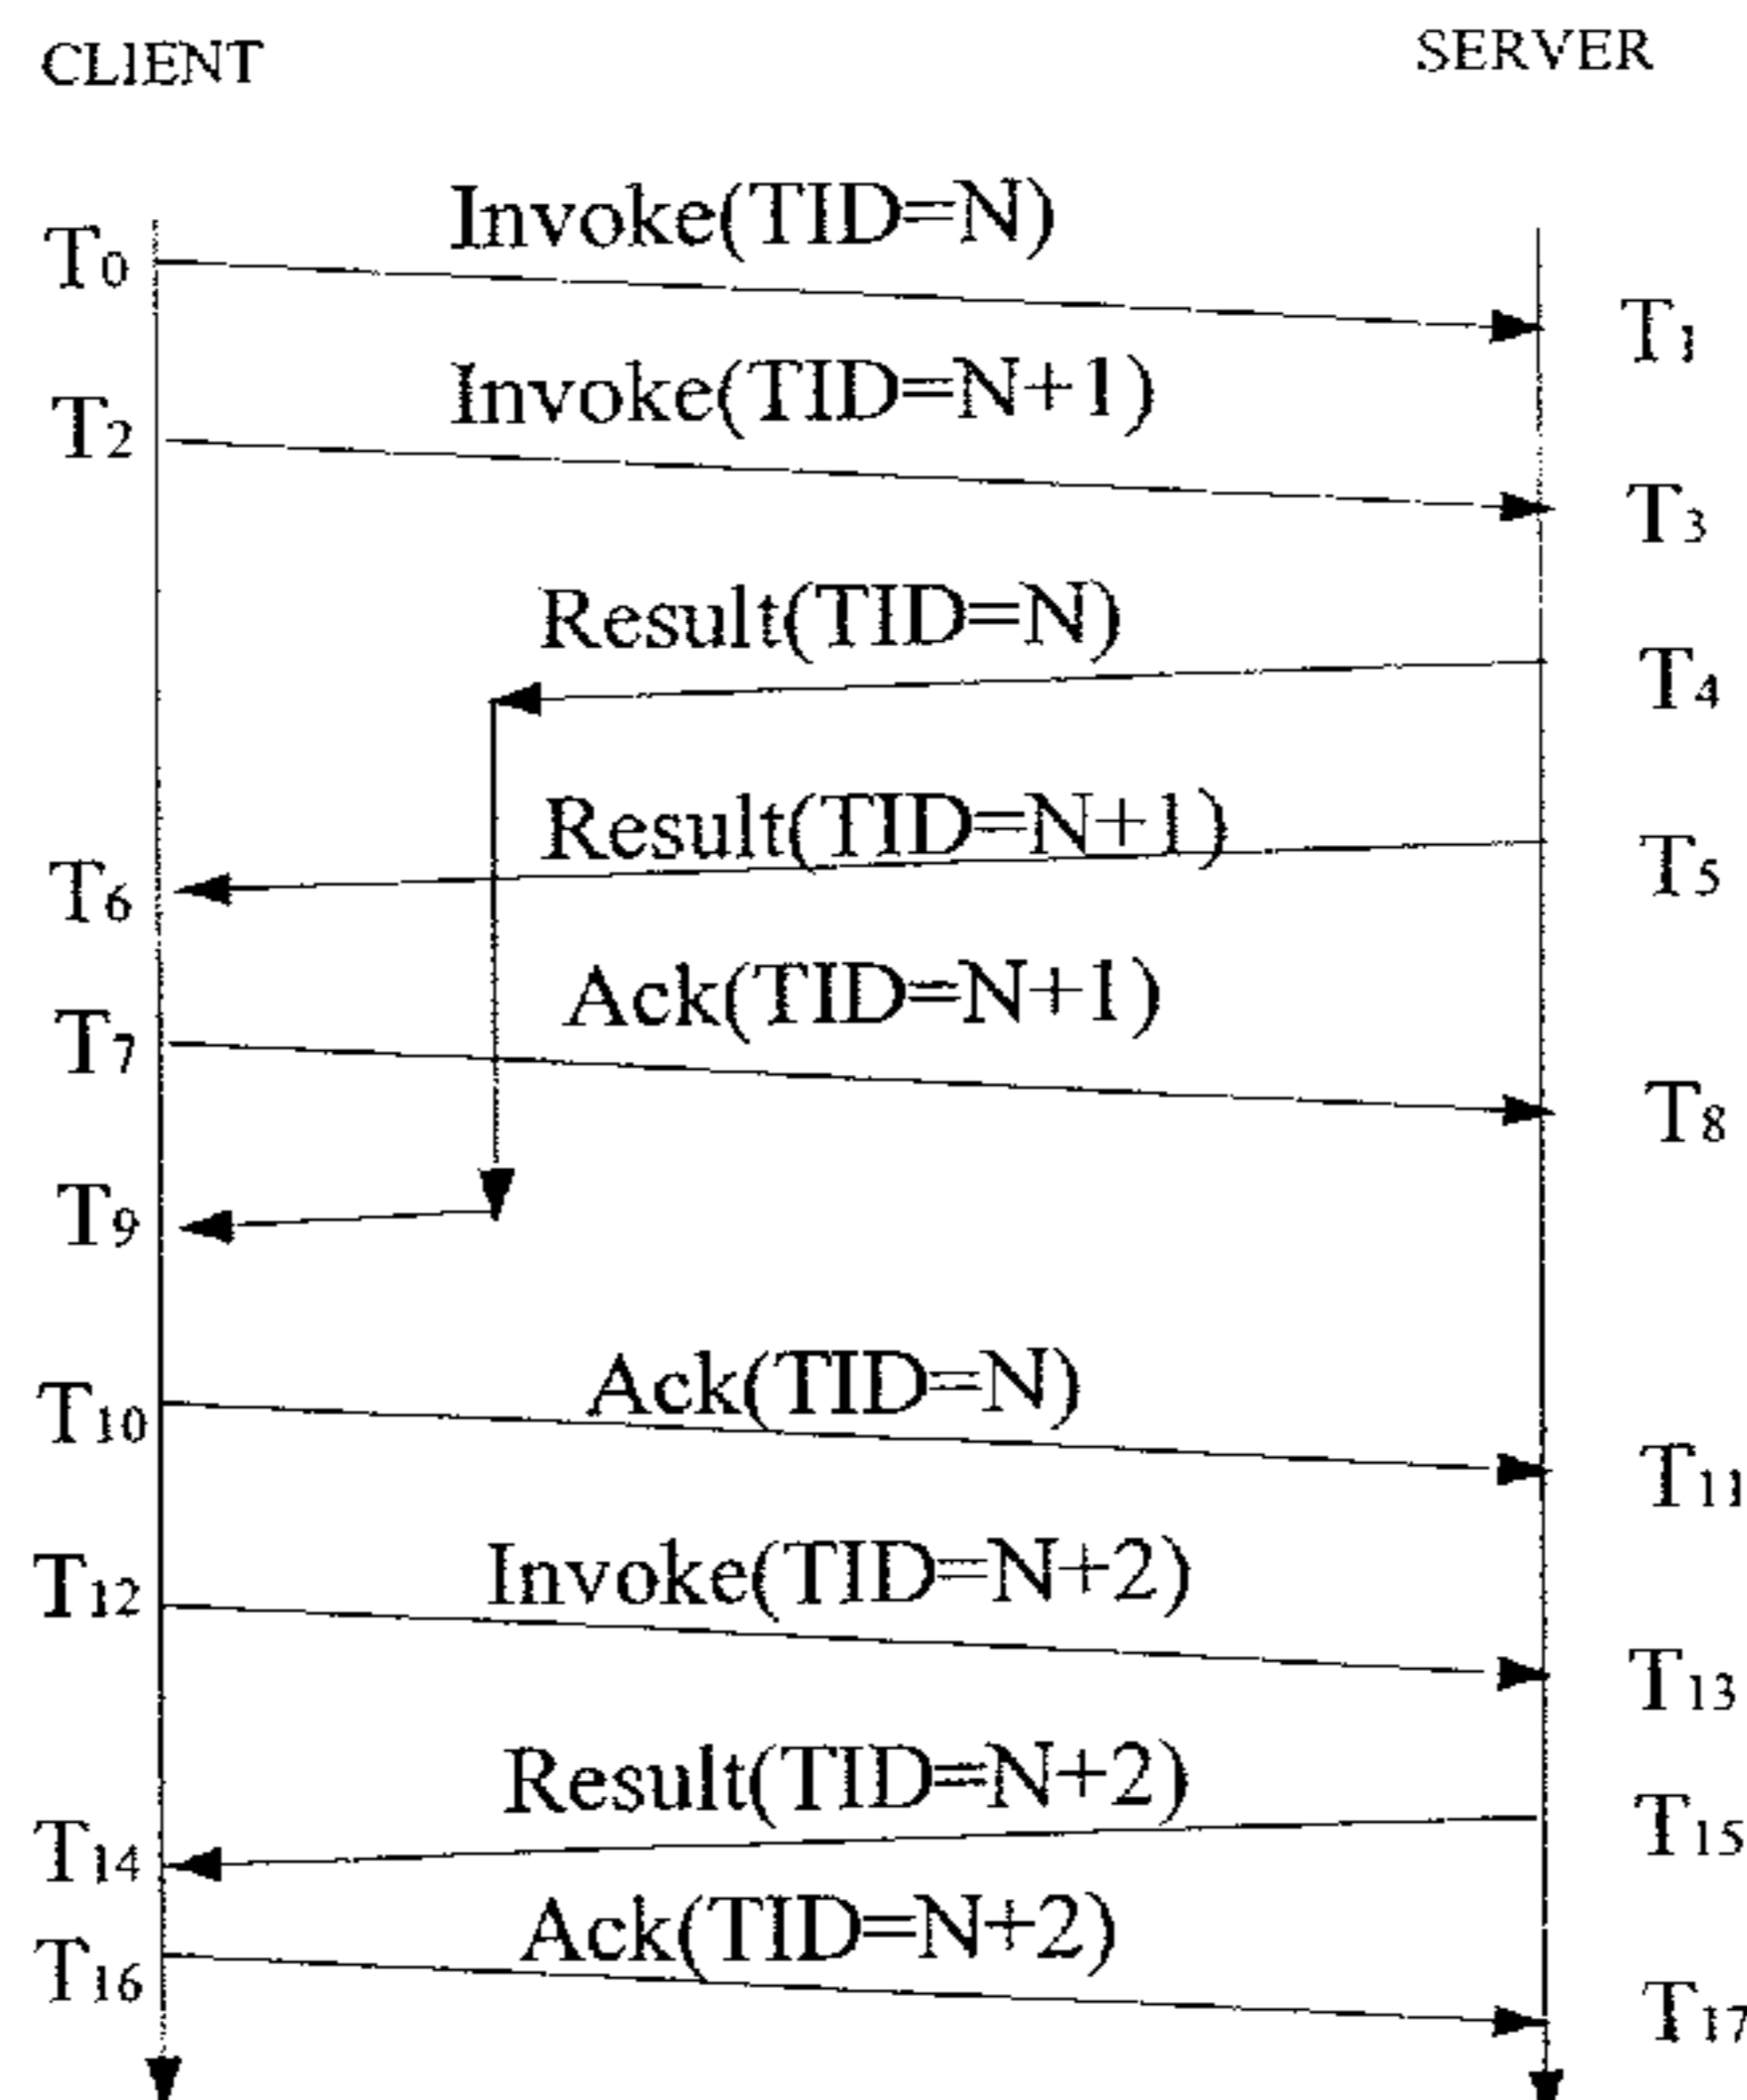 CLIENT SERVER
Invoke(TID=N)
T0
T1
Invoke(TID=N+1)
T2
T3
Result(TID=N)
T4
Result(TID=N+1)
T5
T6
Ack(TID=N+1)
T7
T8
T9
Ack(TID=N)
T10
T11
Invoke(TID=N+2)
T12
T13
Result(TID=N+2)
T15
T14
Ack(TID=N+2)
T16
T17